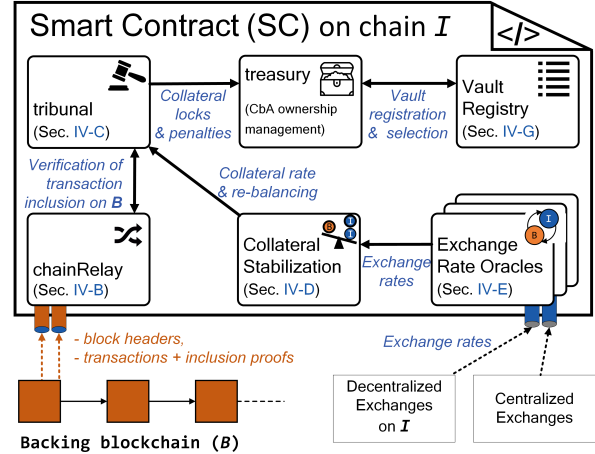 Smart Contract (SC) on chain I
</>
tribunal
(Sec. IV-C)
Collateral
locks
& penalties
treasury
(CbA ownership
management)
Vault
registration
& selection
Vault
Registry
(Sec. IV-G)
Verification of
transaction
inclusion on B
Collateral rate
& re-balancing
chainRelay
(Sec. IV-B)
B
I
I
Collateral
Stabilization
(Sec. IV-D)
Exchange
rates
I
B
Exchange
Rate Oracles
(Sec. IV-E)
- block headers,
- transactions + inclusion proofs
Exchange rates
Decentralized
Exchanges
on I
Centralized
Exchanges
Backing blockchain (B)